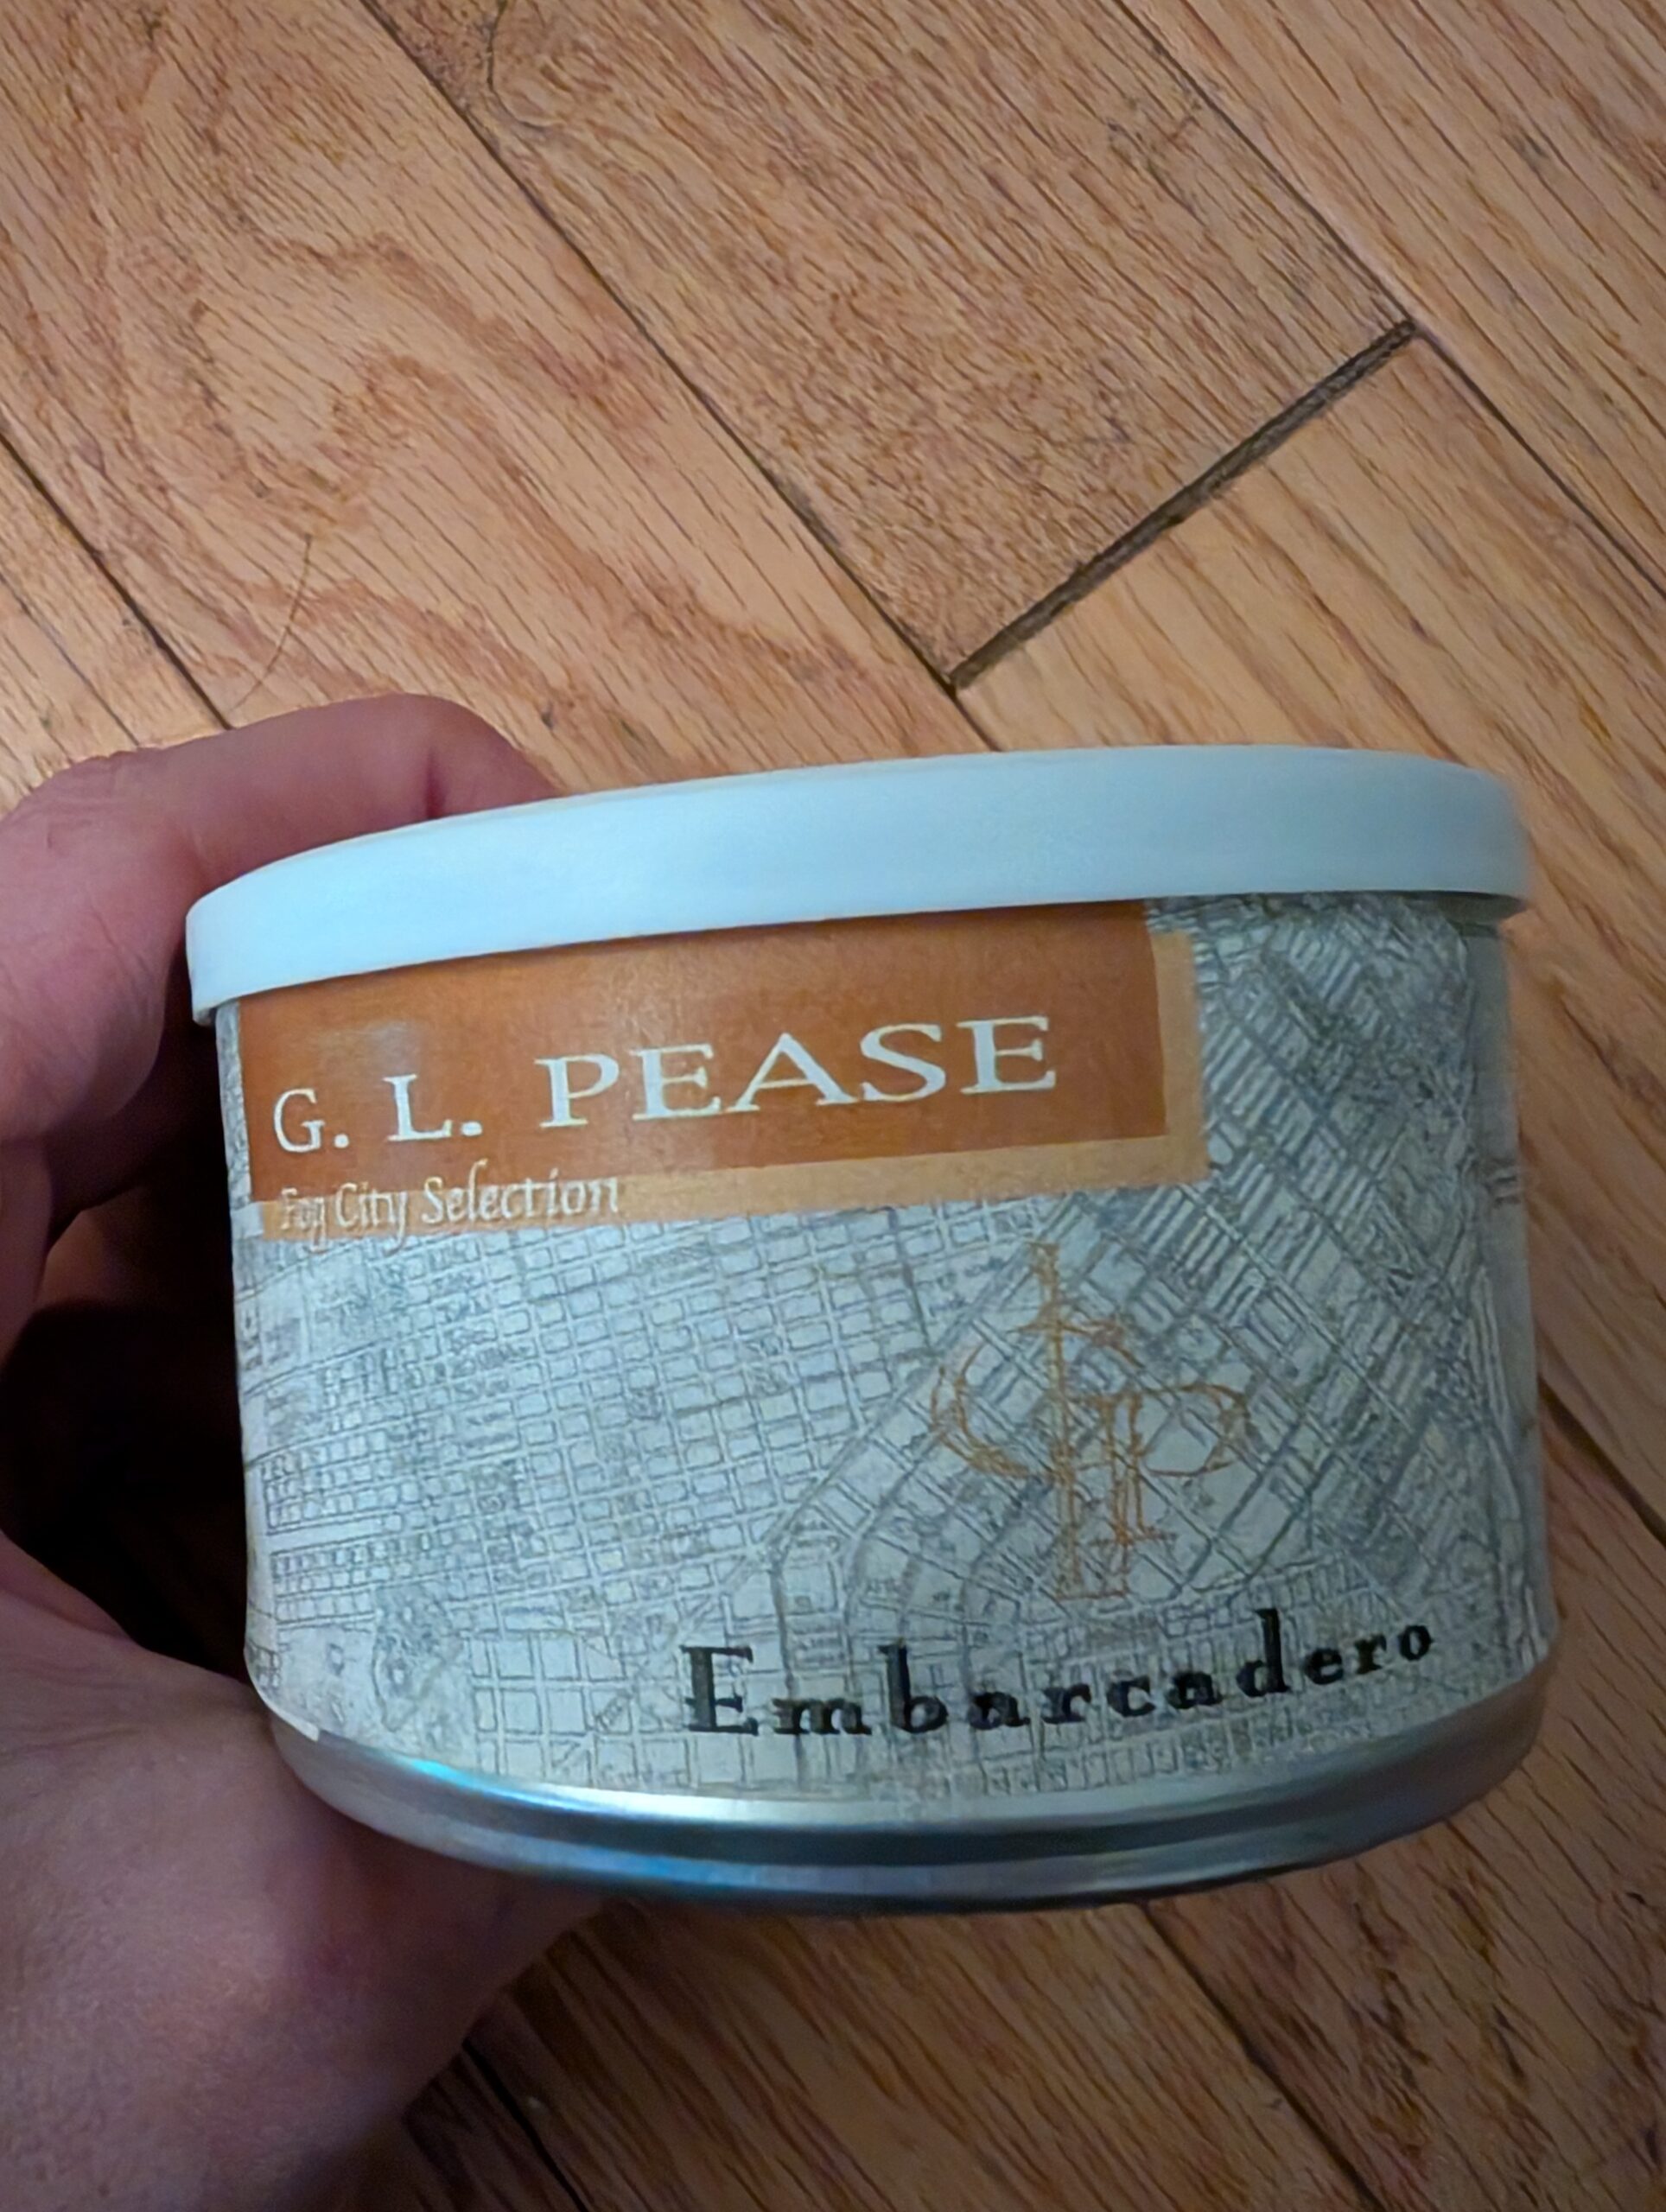 G. L. PEASE
Fog City Selection
Embarcadero